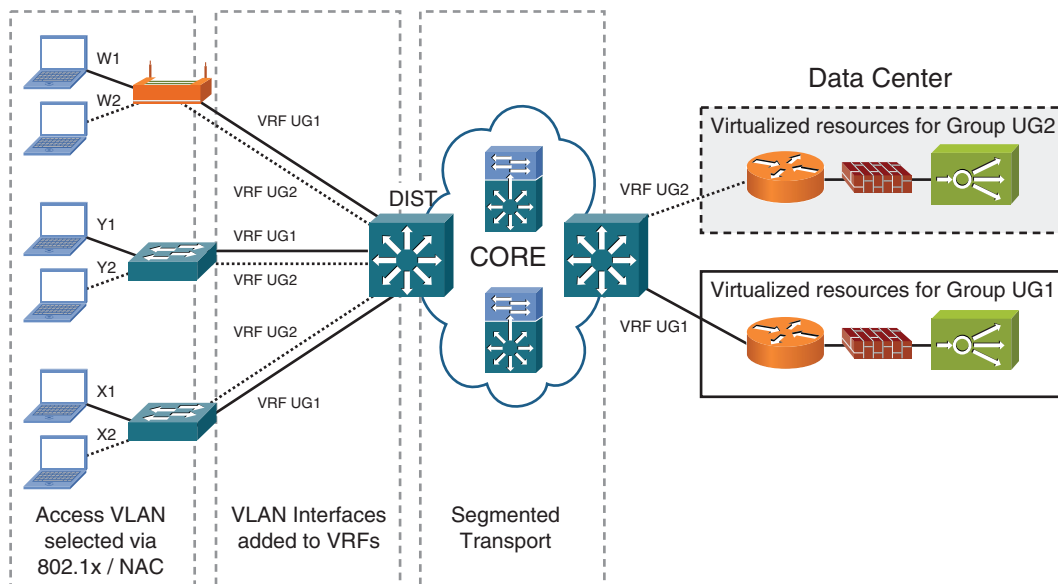 W1
W2
VRF UG1
VRF UG2
Y1
Y2
VRF UG1
VRF UG2
X1
X2
VRF UG2
VRF UG1
DIST
CORE
VRF UG2
VRF UG1
Data Center
Virtualized resources for Group UG2
Virtualized resources for Group UG1
Access VLAN
selected via
802.1x / NAC
VLAN Interfaces
added to VRFs
Segmented
Transport